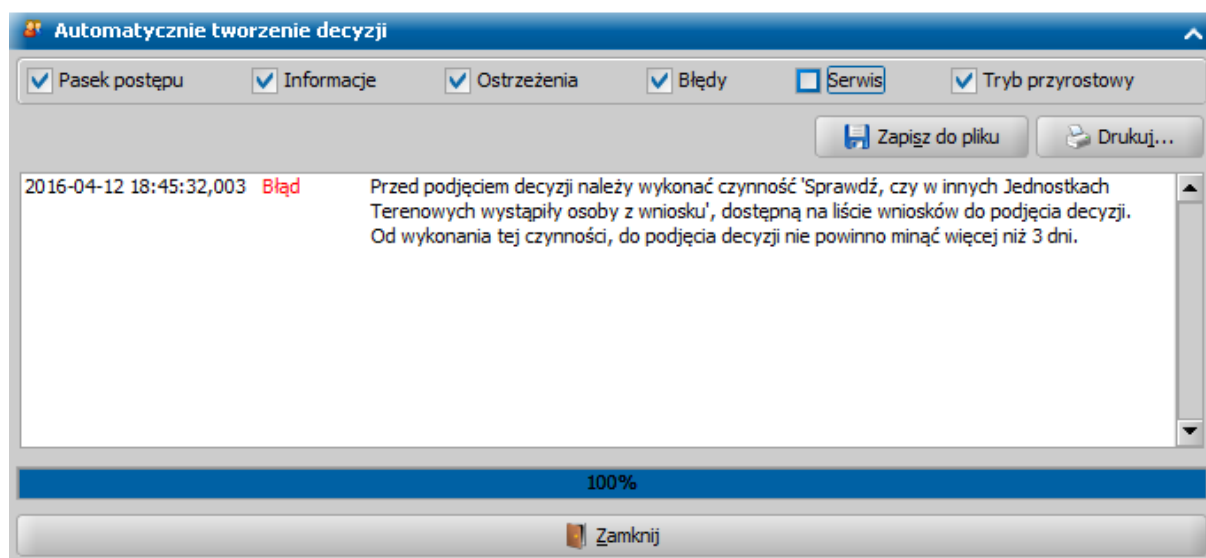 Automatycznie tworzenie decyzji
Pasek postępu Informacje Ostrzeżenia Błędy Serwis Tryb przyrostowy
Zapisz do pliku Drukuj...
2016-04-12 18:45:32,003 Błąd Przed podjęciem decyzji należy wykonać czynność 'Sprawdź, czy w innych Jednostkach
Terenowych wystąpiły osoby z wniosku', dostępną na liście wniosków do podjęcia decyzji.
Od wykonania tej czynności, do podjęcia decyzji nie powinno minąć więcej niż 3 dni.
100%
Zamknij